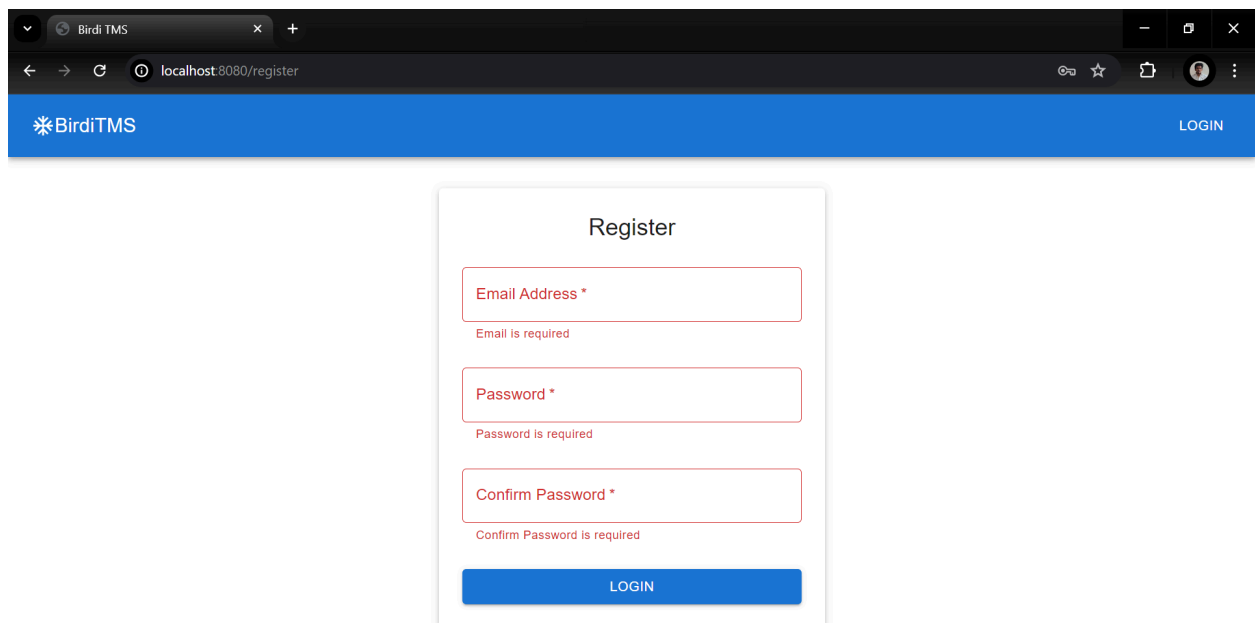 Birdi TMS
localhost:8080/register
BirdiTMS
LOGIN
Register
Email Address *
Email is required
Password *
Password is required
Confirm Password *
Confirm Password is required
LOGIN